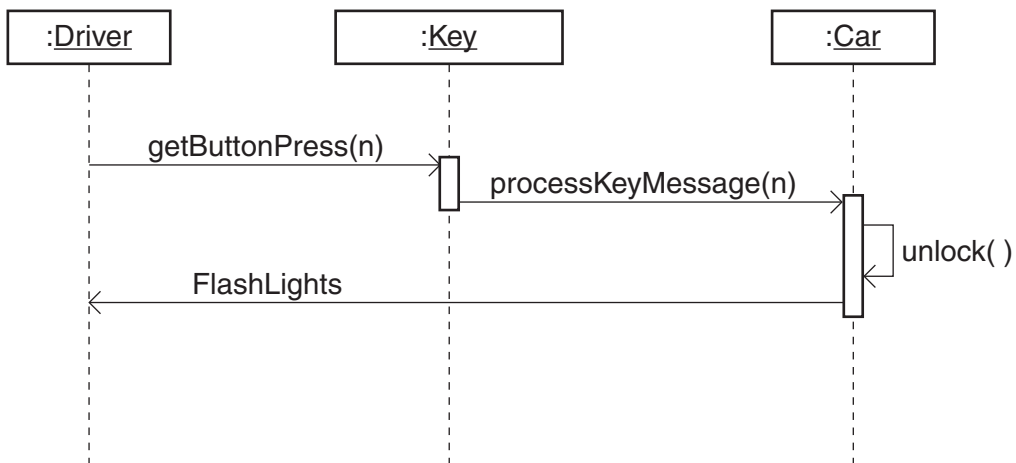 :Driver
:Key
:Car
getButtonPress(n)
processKeyMessage(n)
unlock( )
FlashLights